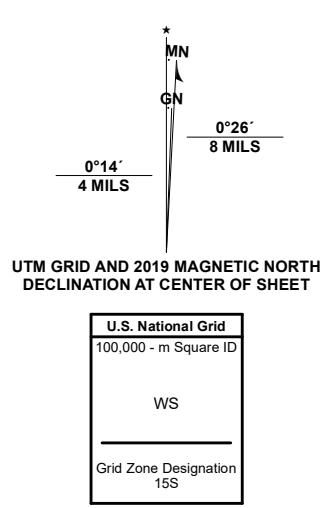 ★
MN
GN
0°26´
8 MILS
0°14´
4 MILS
UTM GRID AND 2019 MAGNETIC NORTH
DECLINATION AT CENTER OF SHEET
U.S. National Grid
100,000 - m Square ID
WS
Grid Zone Designation
15S